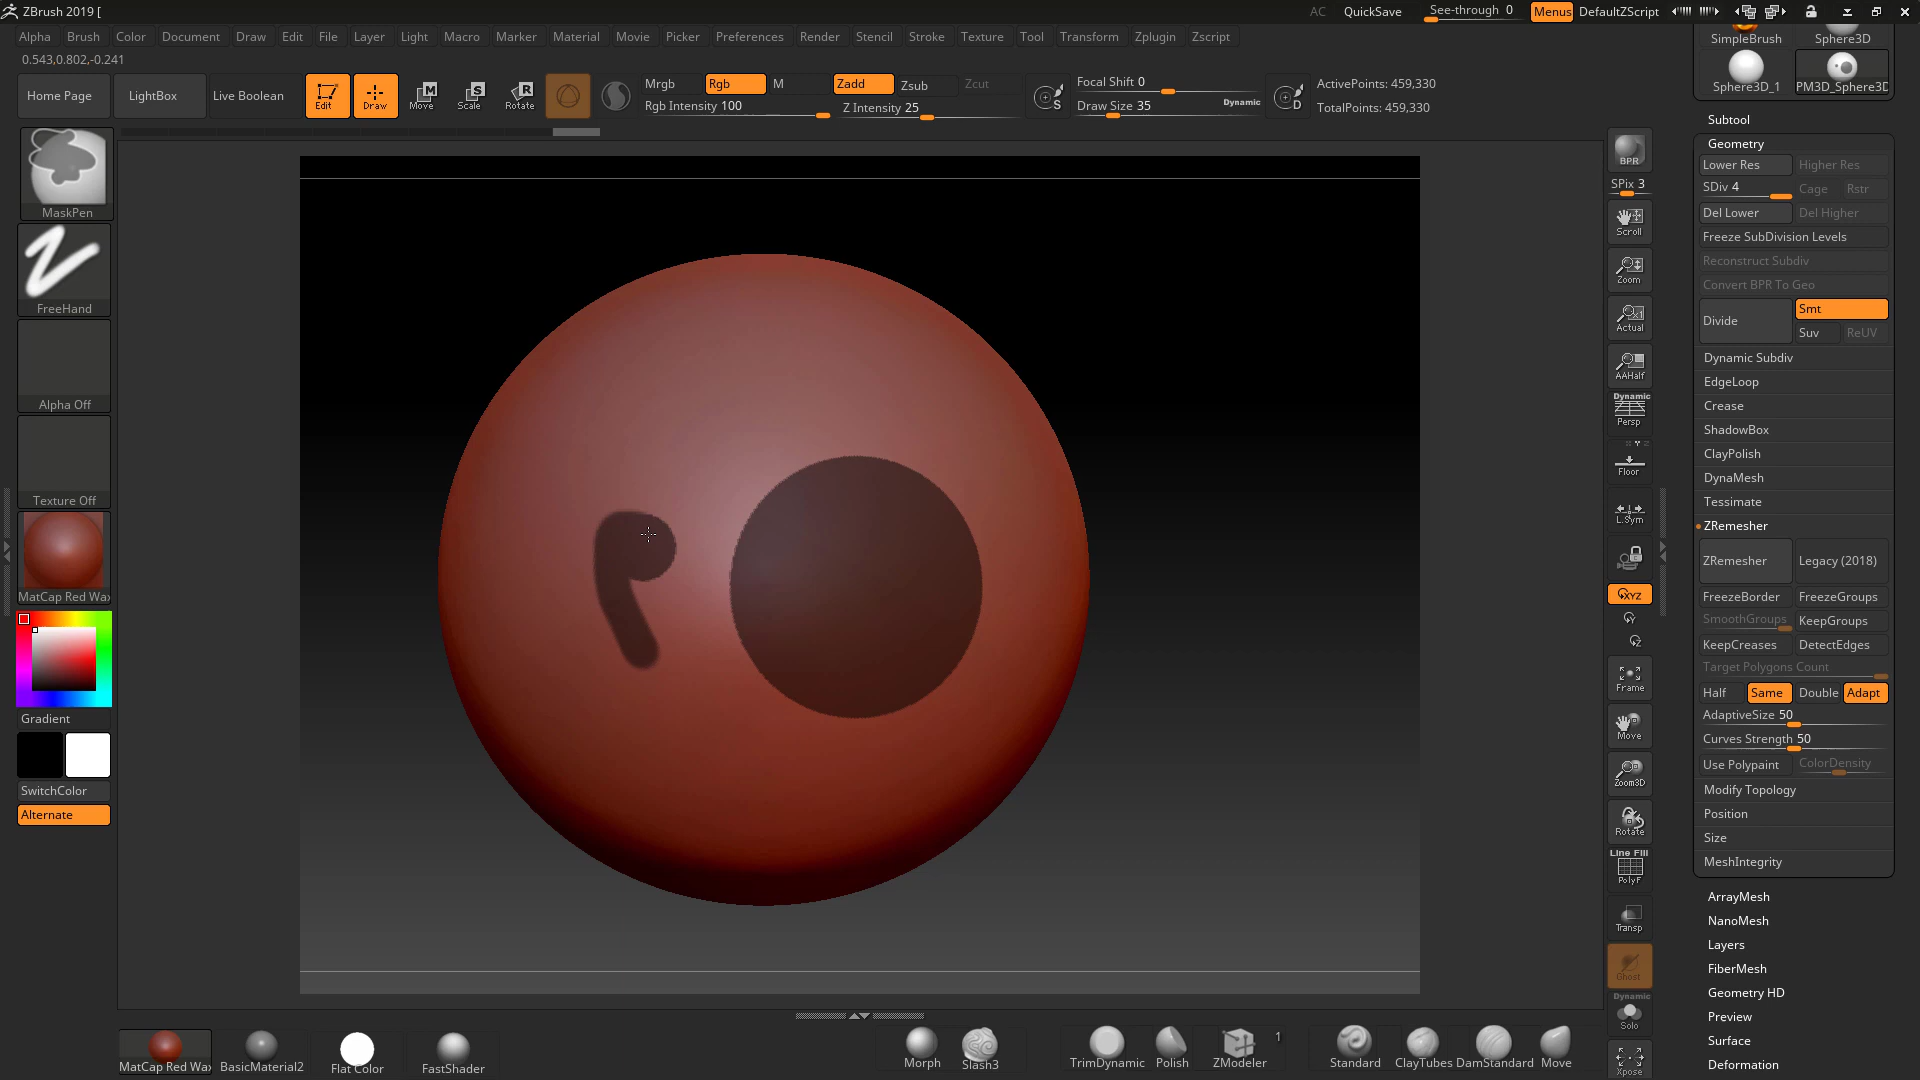 ZBrush 2019 [
AC QuickSave See-through 0 Menus DefaultZScript
Alpha Brush Color Document Draw Edit File Layer Light Macro Marker Material Movie Picker Preferences Render Stencil Stroke Texture Tool Transform Zplugin Zscript
0.543,0.802,-0.241
Home Page LightBox Live Boolean Edit Draw Move Scale Rotate
Mrgb Rgb M Zadd Zsub Zcut
Rgb Intensity 100 Z Intensity 25
Focal Shift 0
Draw Size 35 Dynamic
ActivePoints: 459,330
TotalPoints: 459,330
MaskPen
FreeHand
Alpha Off
Texture Off
MatCap Red Wax
Gradient
SwitchColor
Alternate
BPR
SPix 3
Scroll
Zoom
Actual
AAHalf
Dynamic
Persp
Floor
L.Sym
XYZ
Y
Z
Frame
Move
Zoom3D
Rotate
Line Fill
PolyF
Transp
Ghost
Dynamic
Solo
Xpose
SimpleBrush Sphere3D
Sphere3D_1 PM3D_Sphere3D
Subtool
Geometry
Lower Res Higher Res
SDiv 4 Cage Rstr
Del Lower Del Higher
Freeze SubDivision Levels
Reconstruct Subdiv
Convert BPR To Geo
Divide Smt
Suv ReUV
Dynamic Subdiv
EdgeLoop
Crease
ShadowBox
ClayPolish
DynaMesh
Tessimate
ZRemesher
ZRemesher Legacy (2018)
FreezeBorder FreezeGroups
SmoothGroups KeepGroups
KeepCreases DetectEdges
Target Polygons Count
Half Same Double Adapt
AdaptiveSize 50
Curves Strength 50
Use Polypaint ColorDensity
Modify Topology
Position
Size
MeshIntegrity
ArrayMesh
NanoMesh
Layers
FiberMesh
Geometry HD
Preview
Surface
Deformation
MatCap Red Wax BasicMaterial2 Flat Color FastShader Morph Slash3 TrimDynamic Polish ZModeler 1 Standard ClayTubes DamStandard Move